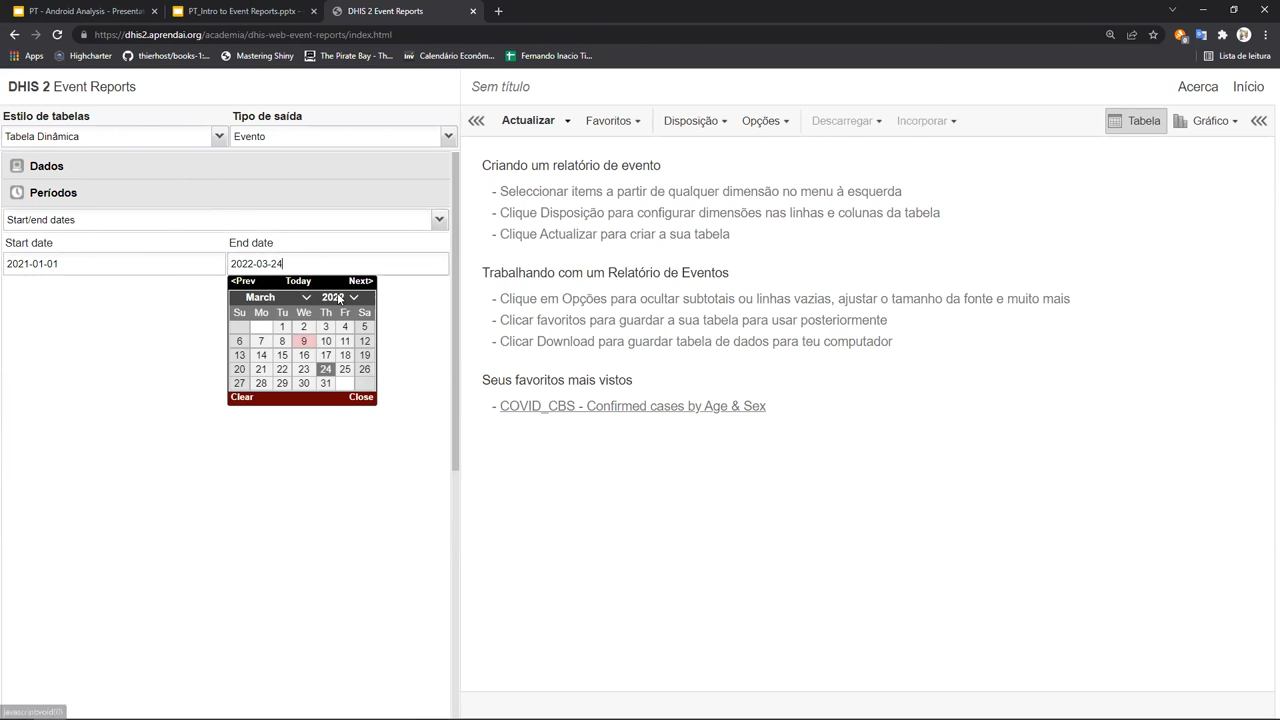 PT - Android Analysis - Presenta
PT_Intro to Event Reports.pptx -
DHIS 2 Event Reports
https://dhis2.aprendai.org/academia/dhis-web-event-reports/index.html
Apps
Highcharter
thierhost/books-1:...
Mastering Shiny
The Pirate Bay - Th...
Calendário Econôm...
Fernando Inacio Ti...
Lista de leitura
DHIS 2 Event Reports
Sem título
Acerca
Início
Estilo de tabelas
Tipo de saída
Tabela Dinâmica
Evento
Actualizar
Favoritos
Disposição
Opções
Descarregar
Incorporar
Tabela
Gráfico
Dados
Períodos
Start/end dates
Start date
End date
2021-01-01
2022-03-24
<Prev Today Next>
March 2022
Su Mo Tu We Th Fr Sa
1 2 3 4 5
6 7 8 9 10 11 12
13 14 15 16 17 18 19
20 21 22 23 24 25 26
27 28 29 30 31
Clear Close
Criando um relatório de evento
- Seleccionar items a partir de qualquer dimensão no menu à esquerda
- Clique Disposição para configurar dimensões nas linhas e colunas da tabela
- Clique Actualizar para criar a sua tabela
Trabalhando com um Relatório de Eventos
- Clique em Opções para ocultar subtotais ou linhas vazias, ajustar o tamanho da fonte e muito mais
- Clicar favoritos para guardar a sua tabela para usar posteriormente
- Clicar Download para guardar tabela de dados para teu computador
Seus favoritos mais vistos
- COVID_CBS - Confirmed cases by Age & Sex
javascript:void(0)